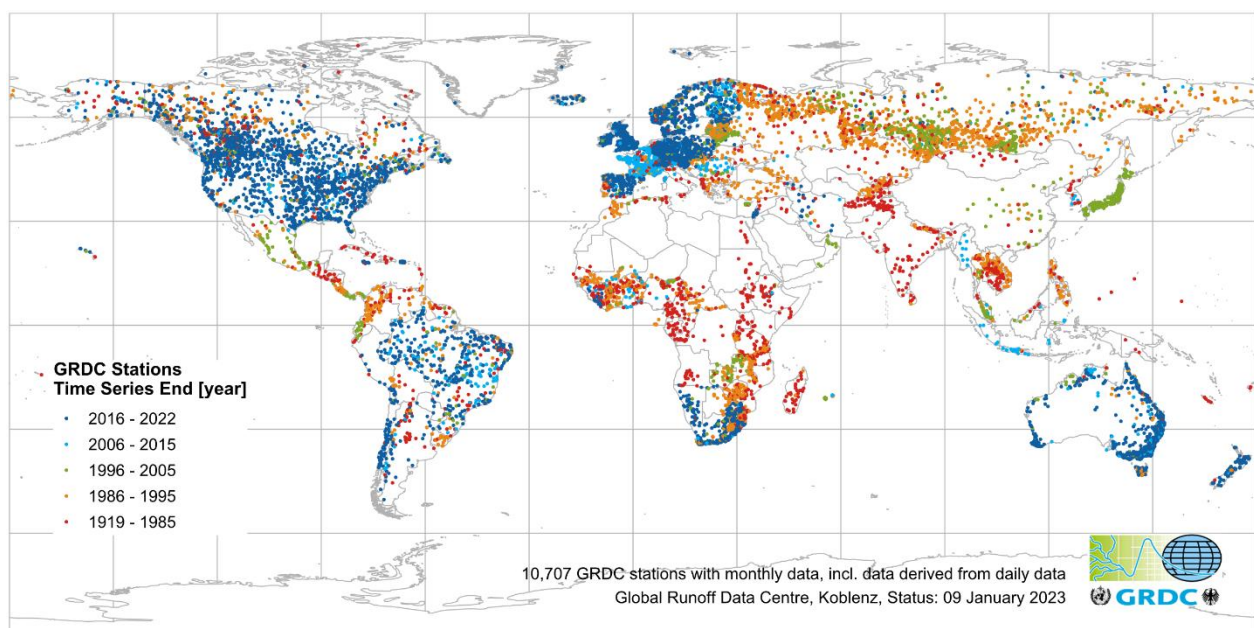 GRDC Stations
Time Series End [year]
2016 - 2022
2006 - 2015
1996 - 2005
1986 - 1995
1919 - 1985
10,707 GRDC stations with monthly data, incl. data derived from daily data
Global Runoff Data Centre, Koblenz, Status: 09 January 2023
GRDC